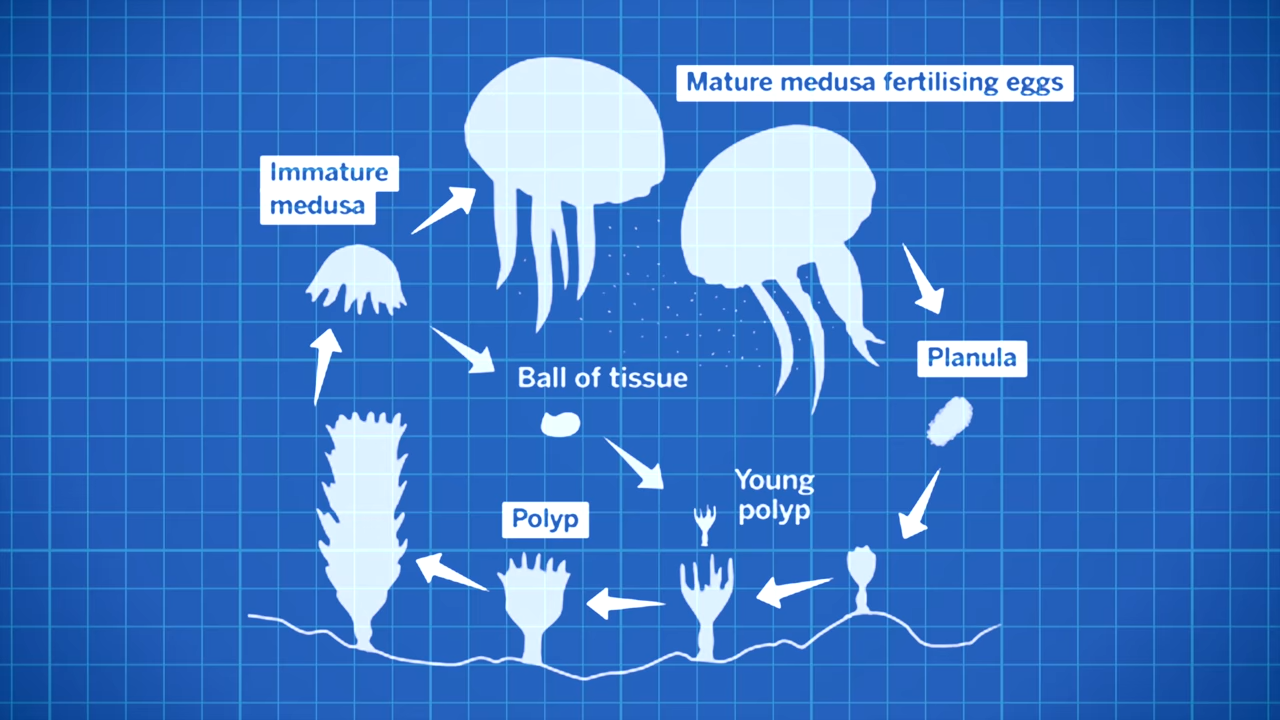 Mature medusa fertilising eggs
Immature
medusa
Planula
Ball of tissue
Young
polyp
Polyp